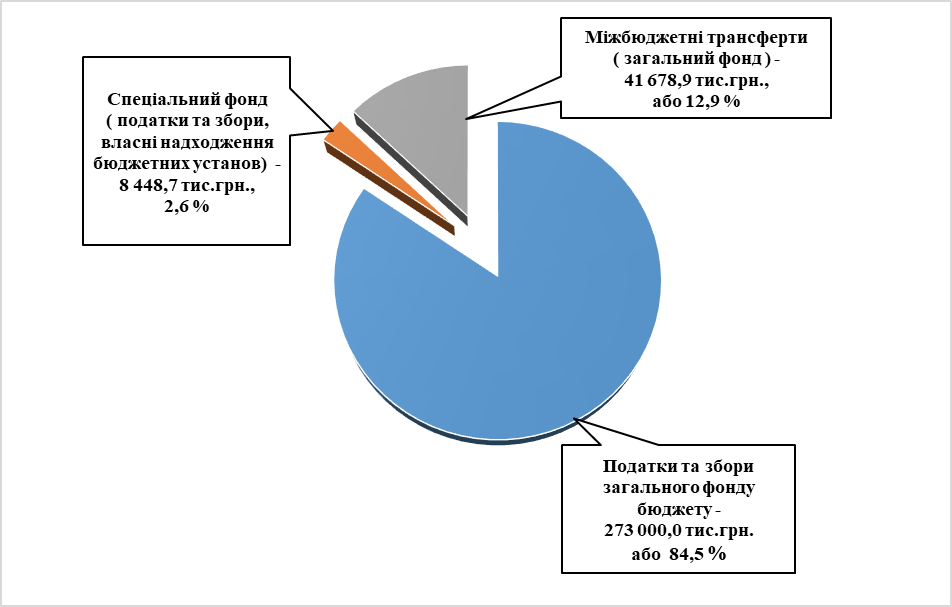 Міжбюджетні трансферти
( загальний фонд ) -
41 678,9 тис.грн.,
або 12,9 %
Спеціальний фонд
( податки та збори,
власні надходження
бюджетних установ) -
8 448,7 тис.грн.,
2,6 %
Податки та збори
загального фонду
бюджету -
273 000,0 тис.грн.
або 84,5 %